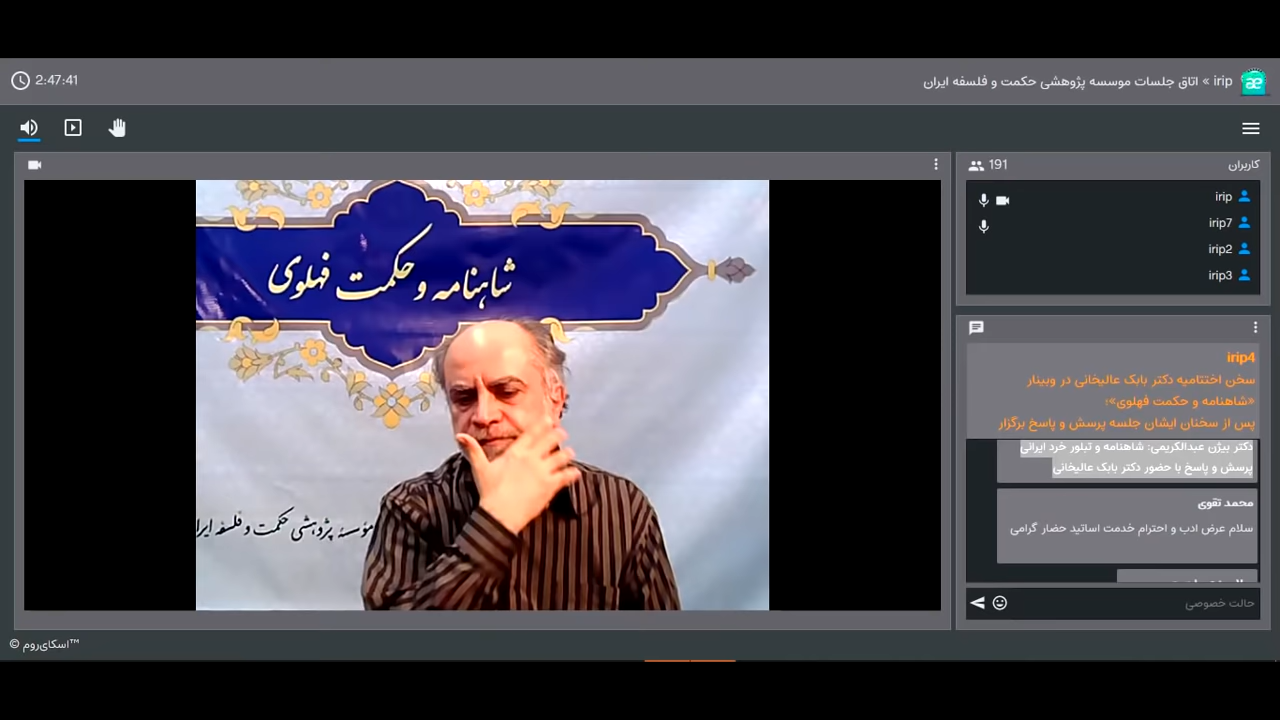 2:47:41
irip » اتاق جلسات موسسه پژوهشی حکمت و فلسفه ایران
شاهنامه و حکمت فهلوی
مؤسسهٔ پژوهشی حکمت و فلسفه ایرا
191
کاربران
irip
irip7
irip2
irip3
irip4
سخن اختتامیه دکتر بابک عالیخانی در وبینار
«شاهنامه و حکمت فهلوی»؛
پس از سخنان ایشان جلسه پرسش و پاسخ برگزار
دکتر بیژن عبدالکریمی: شاهنامه و تبلور خرد ایرانی
پرسش و پاسخ با حضور دکتر بابک عالیخانی
محمد تقوی
سلام عرض ادب و احترام خدمت اساتید حضار گرامی
حالت خصوصی
© اسکای‌روم™